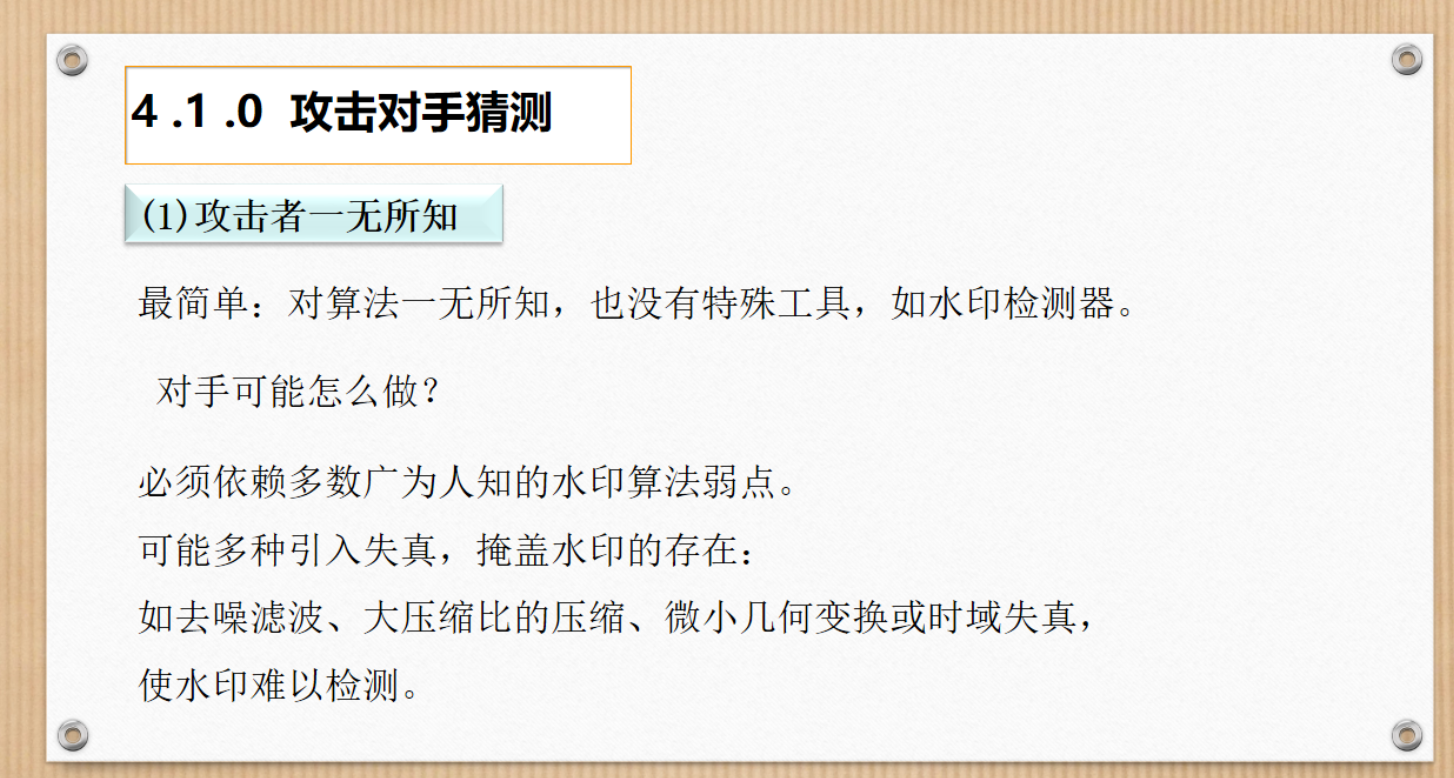 4 .1 .0 攻击对手猜测
(1)攻击者一无所知
最简单：对算法一无所知，也没有特殊工具，如水印检测器。
对手可能怎么做？
必须依赖多数广为人知的水印算法弱点。
可能多种引入失真，掩盖水印的存在：
如去噪滤波、大压缩比的压缩、微小几何变换或时域失真，
使水印难以检测。